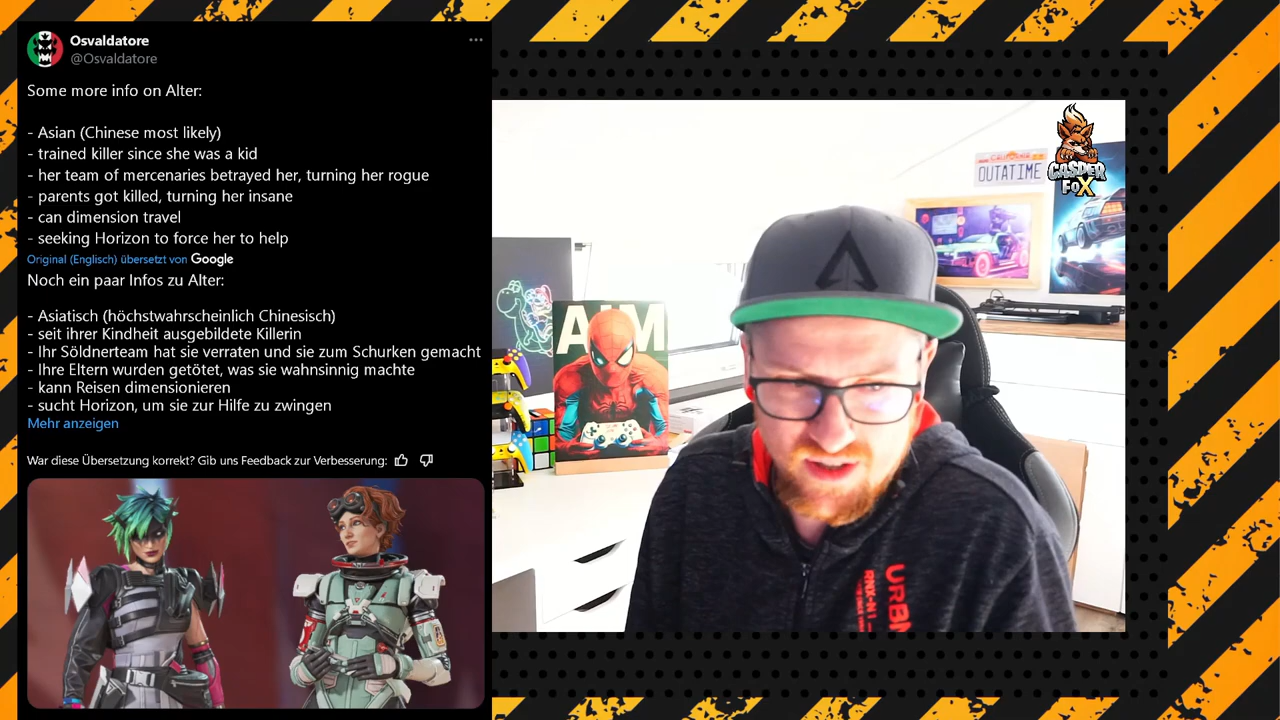 Osvaldatore
@Osvaldatore
Some more info on Alter:
- Asian (Chinese most likely)
- trained killer since she was a kid
- her team of mercenaries betrayed her, turning her rogue
- parents got killed, turning her insane
- can dimension travel
- seeking Horizon to force her to help
Original (Englisch) übersetzt von Google
Noch ein paar Infos zu Alter:
- Asiatisch (höchstwahrscheinlich Chinesisch)
- seit ihrer Kindheit ausgebildete Killerin
- Ihr Söldnerteam hat sie verraten und sie zum Schurken gemacht
- Ihre Eltern wurden getötet, was sie wahnsinnig machte
- kann Reisen dimensionieren
- sucht Horizon, um sie zur Hilfe zu zwingen
Mehr anzeigen
War diese Übersetzung korrekt? Gib uns Feedback zur Verbesserung:
CALIFORNIA
OUTATIME
CASPER
FOX
AIM
URBN
RNX-N1